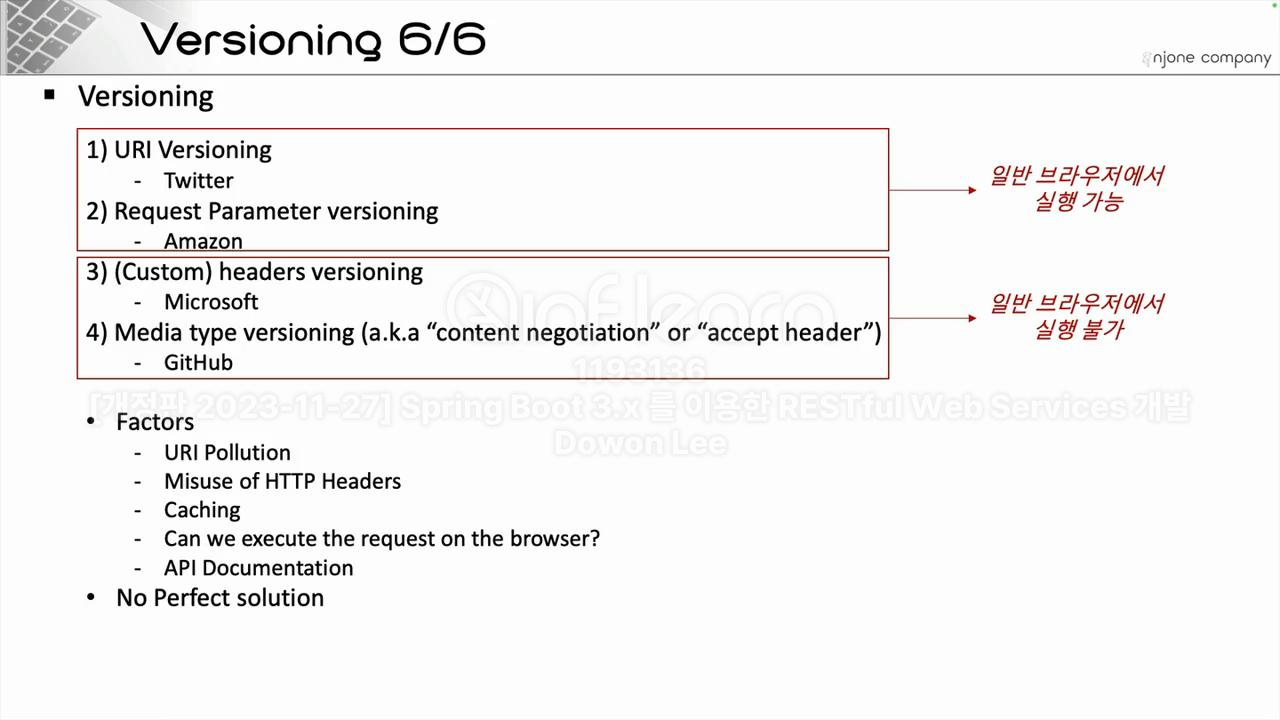 Versioning 6/6
njone company
▪ Versioning
1) URI Versioning
- Twitter
2) Request Parameter versioning
- Amazon
일반 브라우저에서
실행 가능
3) (Custom) headers versioning
- Microsoft
4) Media type versioning (a.k.a “content negotiation” or “accept header”)
- GitHub
일반 브라우저에서
실행 불가
inflearn
1193136
[개정판 2023-11-27] Spring Boot 3.x 를 이용한 RESTful Web Services 개발
Dowon Lee
• Factors
- URI Pollution
- Misuse of HTTP Headers
- Caching
- Can we execute the request on the browser?
- API Documentation
• No Perfect solution